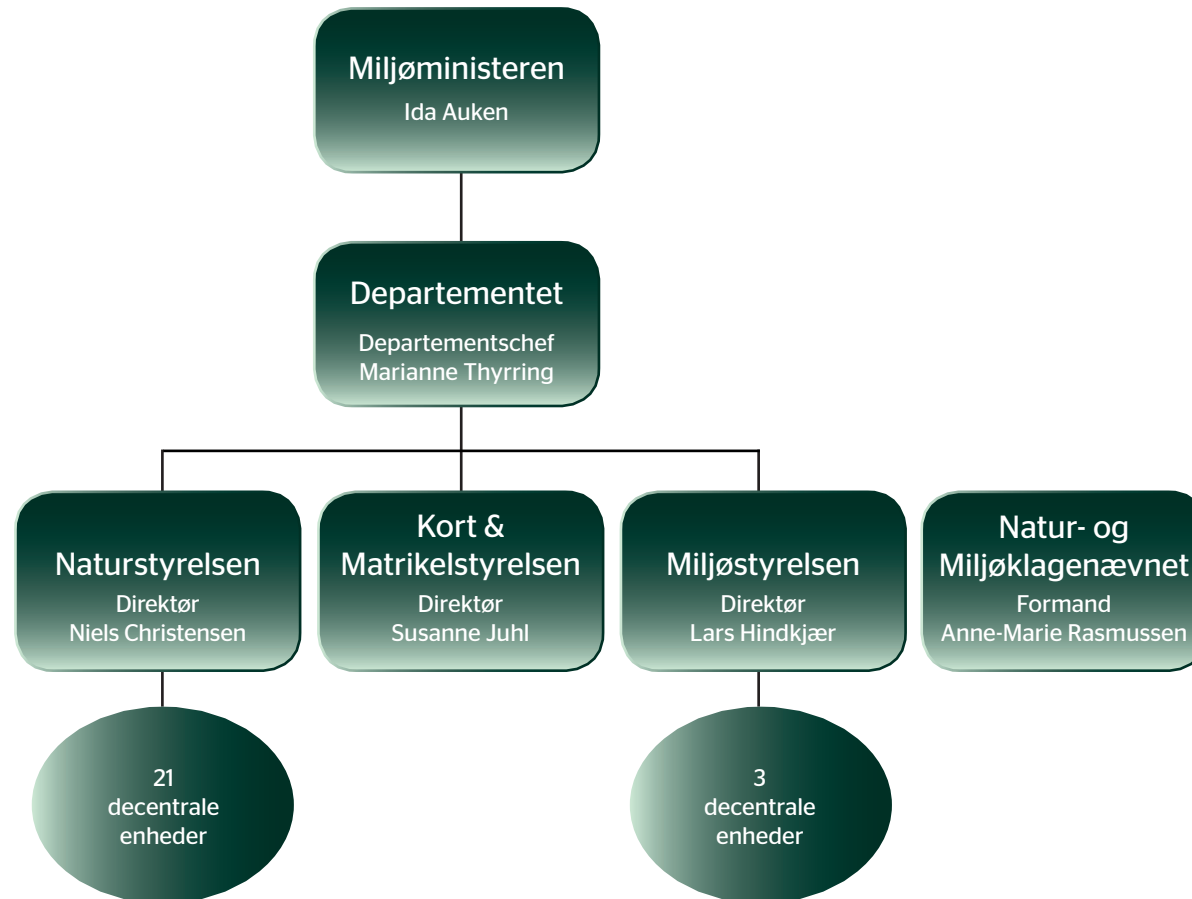 Miljøministeren
Ida Auken
Departementet
Departementschef
Marianne Thyrring
Naturstyrelsen
Direktør
Niels Christensen
Kort &
Matrikelstyrelsen
Direktør
Susanne Juhl
Miljøstyrelsen
Direktør
Lars Hindkjær
Natur- og
Miljøklagenævnet
Formand
Anne-Marie Rasmussen
21
decentrale
enheder
3
decentrale
enheder